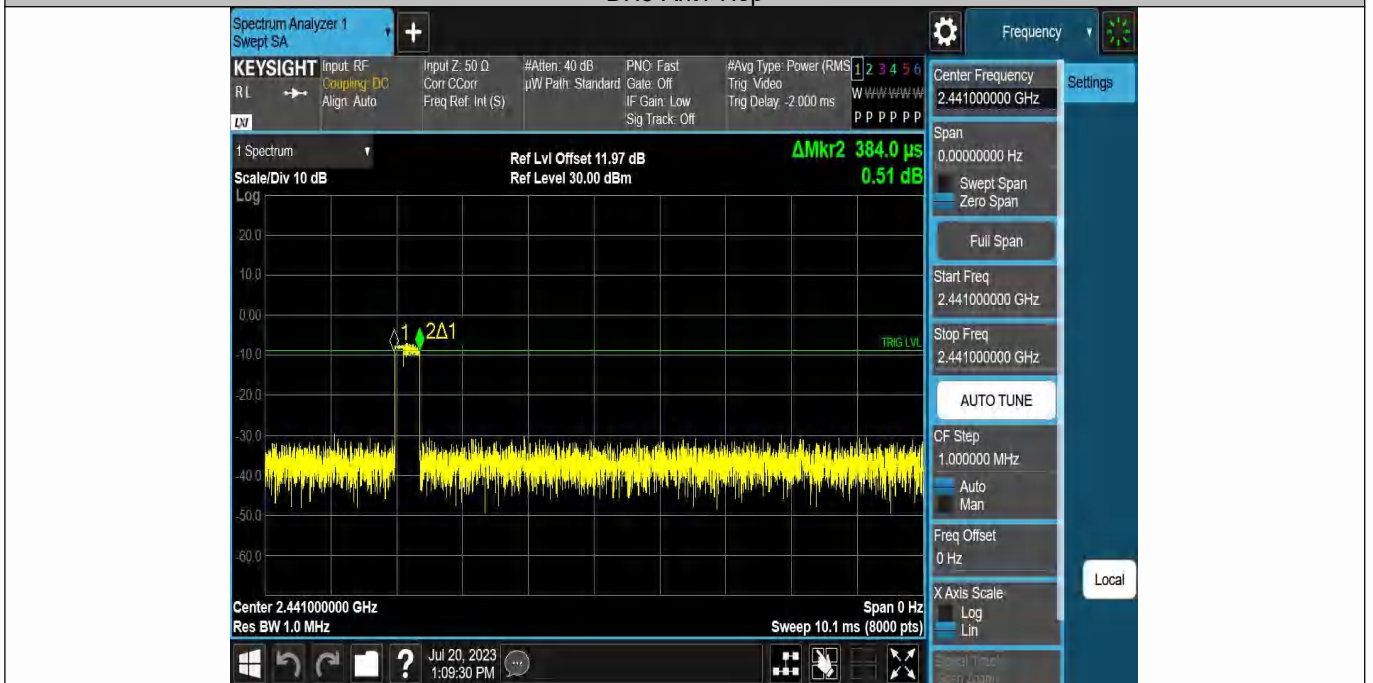 Spectrum Analyzer 1
Swept SA
+
Frequency
KEYSIGHT
RL
LXI
Input: RF
Coupling: DC
Align: Auto
Input Z: 50 Ω
Corr CCorr
Freq Ref: Int (S)
#Atten: 40 dB
µW Path: Standard
PNO: Fast
Gate: Off
IF Gain: Low
Sig Track: Off
#Avg Type: Power (RMS
Trig: Video
Trig Delay: -2.000 ms
1 2 3 4 5 6
W W W W W W
P P P P P P
1 Spectrum
Scale/Div 10 dB
Ref Lvl Offset 11.97 dB
Ref Level 30.00 dBm
ΔMkr2 384.0 µs
0.51 dB
Log
20.0
10.0
0.00
-10.0
-20.0
-30.0
-40.0
-50.0
-60.0
1
2Δ1
TRIG LVL
Center 2.441000000 GHz
Res BW 1.0 MHz
Span 0 Hz
Sweep 10.1 ms (8000 pts)
Center Frequency
2.441000000 GHz
Settings
Span
0.00000000 Hz
Swept Span
Zero Span
Full Span
Start Freq
2.441000000 GHz
Stop Freq
2.441000000 GHz
AUTO TUNE
CF Step
1.000000 MHz
Auto
Man
Freq Offset
0 Hz
X Axis Scale
Log
Lin
Local
?
Jul 20, 2023
1:09:30 PM